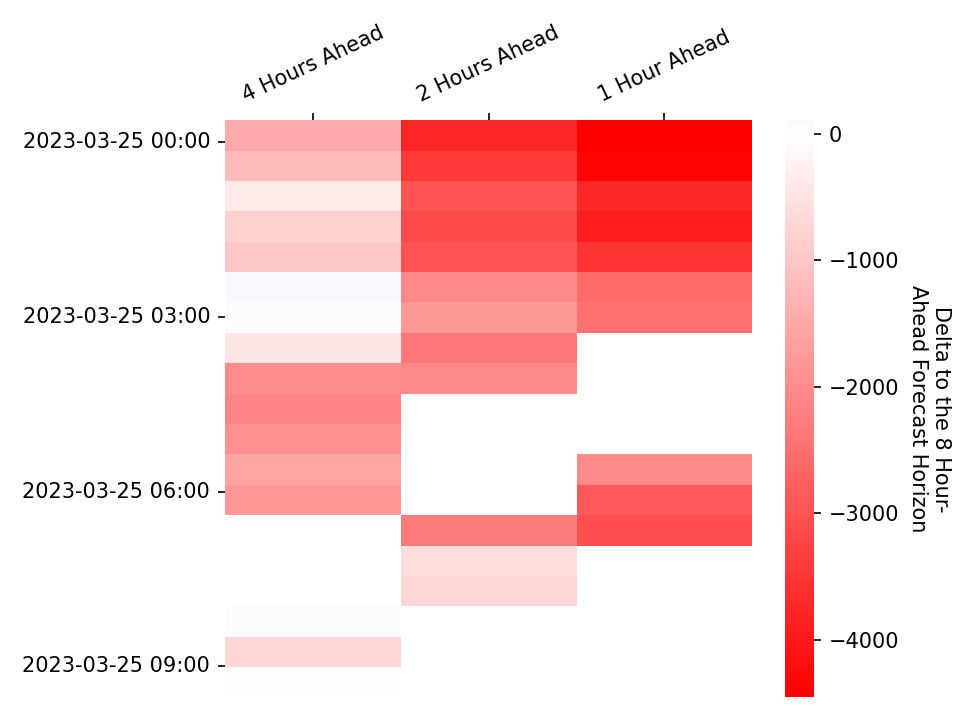 4 Hours Ahead
2 Hours Ahead
1 Hour Ahead
2023-03-25 00:00
2023-03-25 03:00
2023-03-25 06:00
2023-03-25 09:00
0
−1000
−2000
−3000
−4000
Delta to the 8 Hour-
Ahead Forecast Horizon